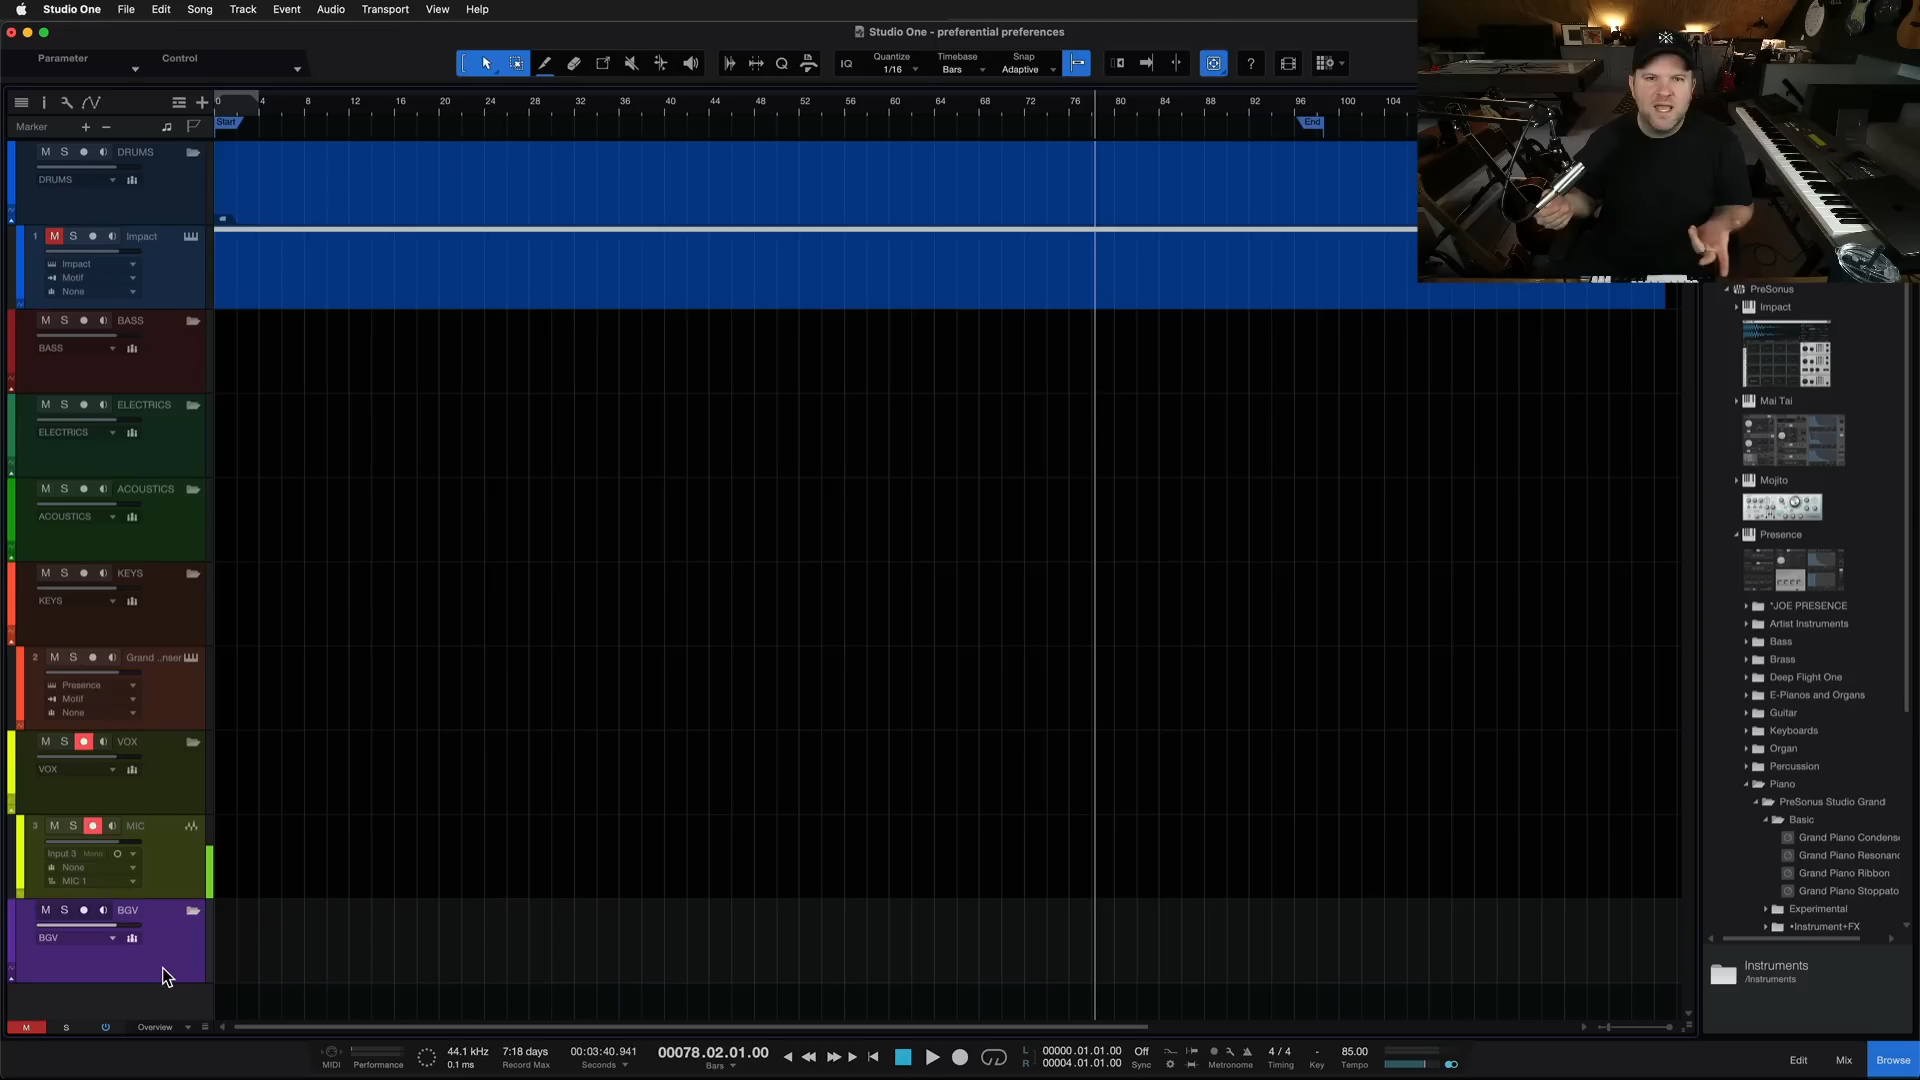 Studio One File Edit Song Track Event Audio Transport View Help
Studio One - preferential preferences
Parameter Control
IQ Quantize 1/16 Timebase Bars Snap Adaptive ?
0 4 8 12 16 20 24 28 32 36 40 44 48 52 56 60 64 68 72 76 80 84 88 92 96 100 104
Marker Start End
M S DRUMS
DRUMS
1 M S Impact
Impact
Motif
None
M S BASS
BASS
M S ELECTRICS
ELECTRICS
M S ACOUSTICS
ACOUSTICS
M S KEYS
KEYS
2 M S Grand ..nser
Presence
Motif
None
M S VOX
VOX
3 M S MIC
Input 3 Mono
None
MIC 1
M S BGV
BGV
M S Overview
PreSonus
Impact
Mai Tai
Mojito
Presence
*JOE PRESENCE
Artist Instruments
Bass
Brass
Deep Flight One
E-Pianos and Organs
Guitar
Keyboards
Organ
Percussion
Piano
PreSonus Studio Grand
Basic
Grand Piano Condens
Grand Piano Resonanc
Grand Piano Ribbon
Grand Piano Stoppato
Experimental
•Instrument+FX
Instruments
/Instruments
MIDI Performance
44.1 kHz
0.1 ms
7:18 days
Record Max
00:03:40.941
Seconds
00078.02.01.00
Bars
L 00000.01.01.00
R 00004.01.01.00
Off
Sync
Metronome
4 / 4
Timing
-
Key
85.00
Tempo
Edit Mix Browse